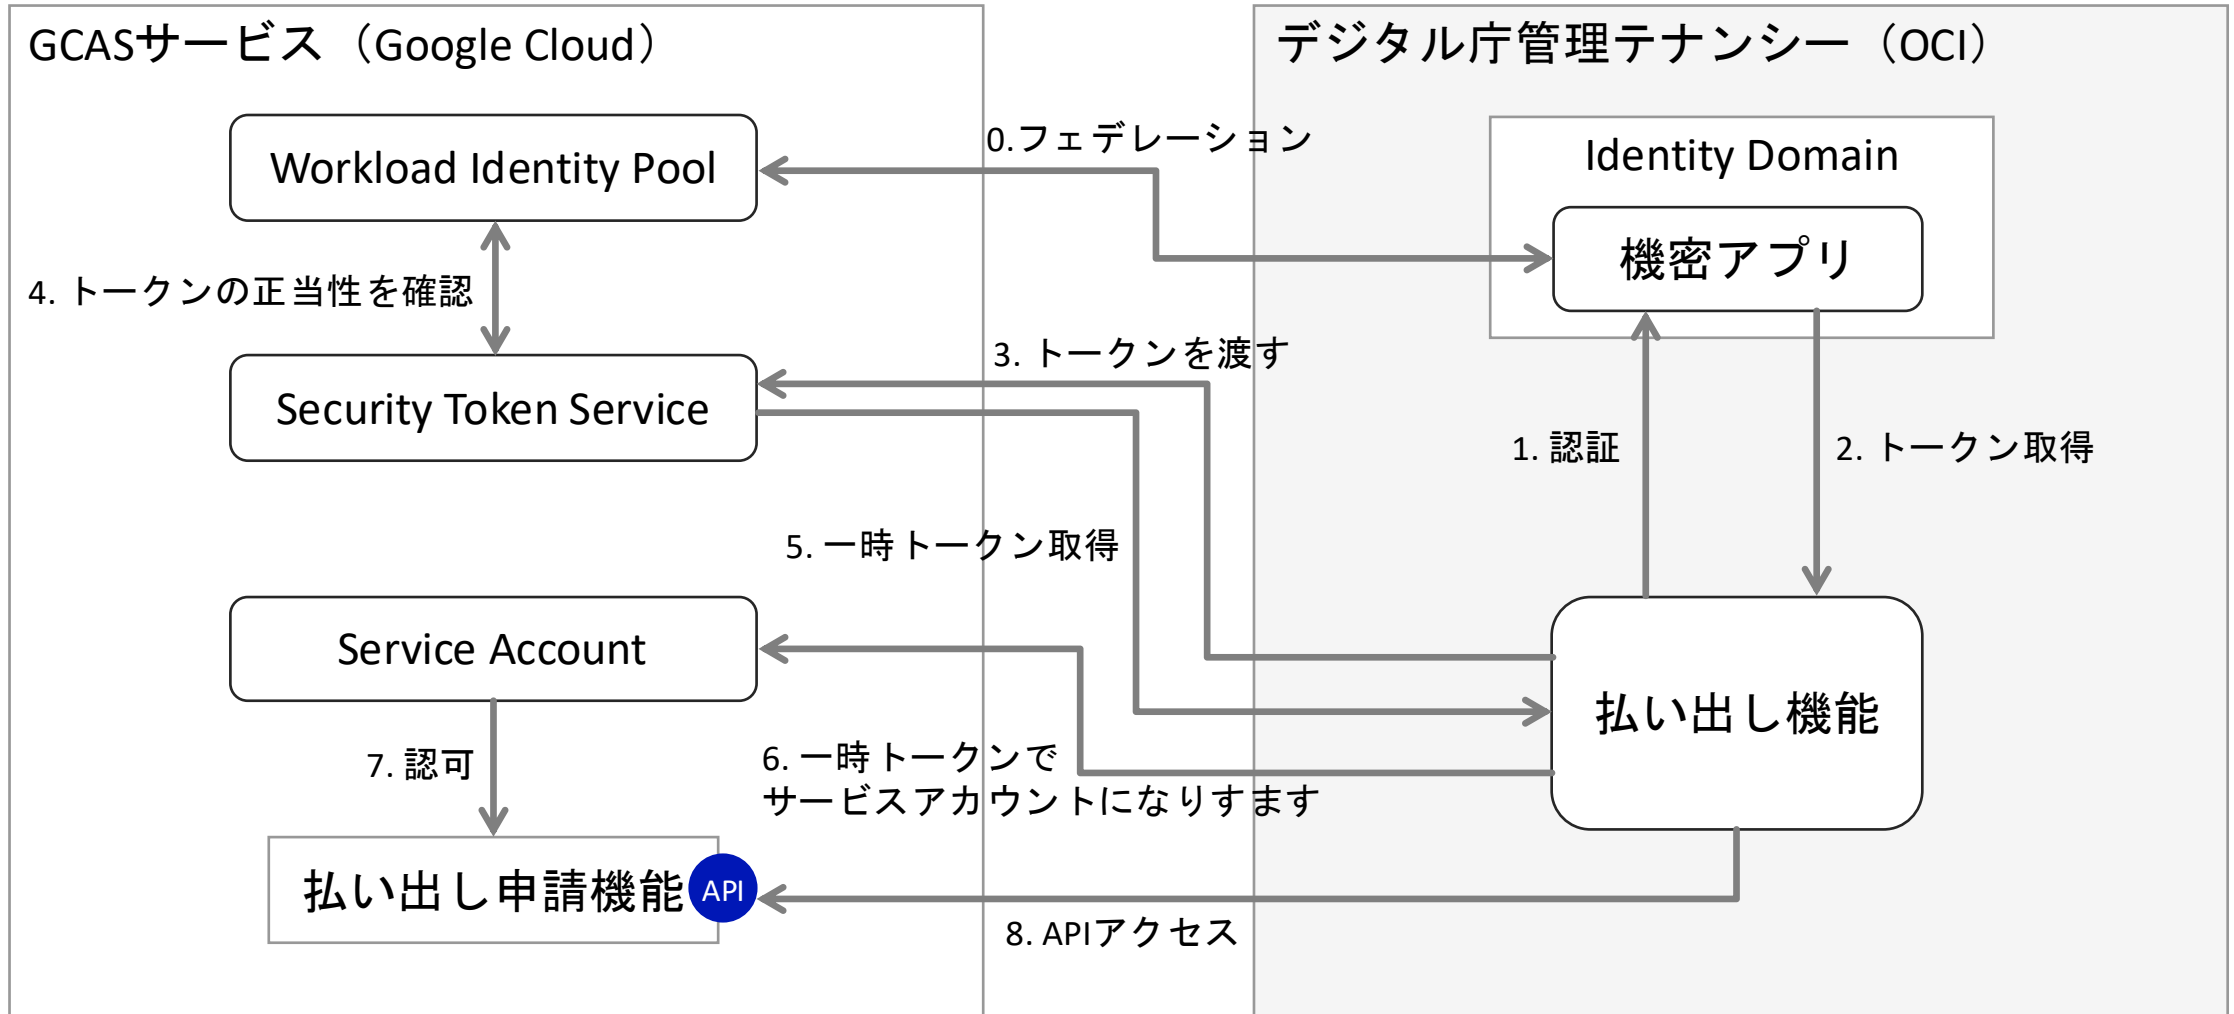 GCASサービス（Google Cloud）
デジタル庁管理テナンシー（OCI）
0.フェデレーション
Workload Identity Pool
Identity Domain
機密アプリ
4. トークンの正当性を確認
3. トークンを渡す
Security Token Service
1. 認証
2. トークン取得
5. 一時トークン取得
Service Account
払い出し機能
7. 認可
6. 一時トークンで
サービスアカウントになりすます
払い出し申請機能
API
8. APIアクセス